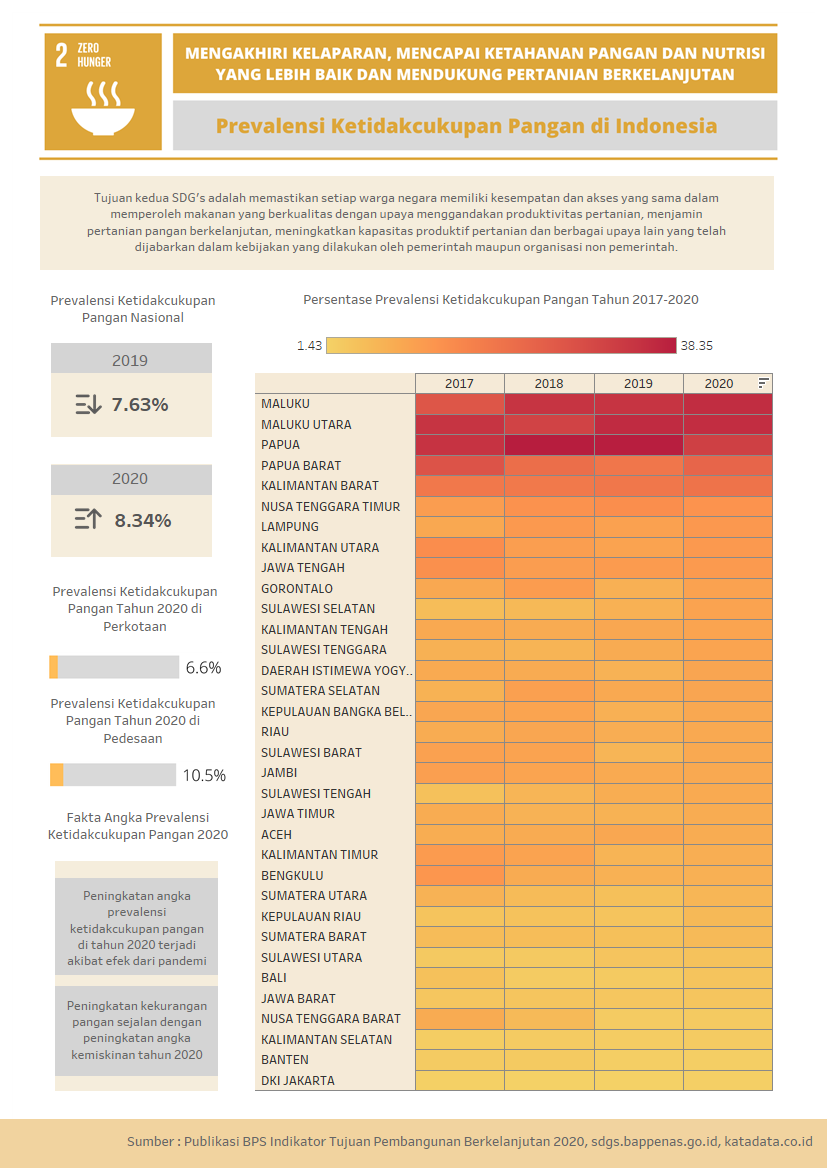 2 ZERO
HUNGER
MENGAKHIRI KELAPARAN, MENCAPAI KETAHANAN PANGAN DAN NUTRISI
YANG LEBIH BAIK DAN MENDUKUNG PERTANIAN BERKELANJUTAN
Prevalensi Ketidakcukupan Pangan di Indonesia
Tujuan kedua SDG's adalah memastikan setiap warga negara memiliki kesempatan dan akses yang sama dalam
memperoleh makanan yang berkualitas dengan upaya menggandakan produktivitas pertanian, menjamin
pertanian pangan berkelanjutan, meningkatkan kapasitas produktif pertanian dan berbagai upaya lain yang telah
dijabarkan dalam kebijakan yang dilakukan oleh pemerintah maupun organisasi non pemerintah.
Prevalensi Ketidakcukupan
Pangan Nasional
2019
7.63%
2020
8.34%
Prevalensi Ketidakcukupan
Pangan Tahun 2020 di
Perkotaan
6.6%
Prevalensi Ketidakcukupan
Pangan Tahun 2020 di
Pedesaan
10.5%
Fakta Angka Prevalensi
Ketidakcukupan Pangan 2020
Peningkatan angka
prevalensi
ketidakcukupan pangan
di tahun 2020 terjadi
akibat efek dari pandemi
Peningkatan kekurangan
pangan sejalan dengan
peningkatan angka
kemiskinan tahun 2020
Persentase Prevalensi Ketidakcukupan Pangan Tahun 2017-2020
1.43 38.35
2017 2018 2019 2020
MALUKU
MALUKU UTARA
PAPUA
PAPUA BARAT
KALIMANTAN BARAT
NUSA TENGGARA TIMUR
LAMPUNG
KALIMANTAN UTARA
JAWA TENGAH
GORONTALO
SULAWESI SELATAN
KALIMANTAN TENGAH
SULAWESI TENGGARA
DAERAH ISTIMEWA YOGY..
SUMATERA SELATAN
KEPULAUAN BANGKA BEL..
RIAU
SULAWESI BARAT
JAMBI
SULAWESI TENGAH
JAWA TIMUR
ACEH
KALIMANTAN TIMUR
BENGKULU
SUMATERA UTARA
KEPULAUAN RIAU
SUMATERA BARAT
SULAWESI UTARA
BALI
JAWA BARAT
NUSA TENGGARA BARAT
KALIMANTAN SELATAN
BANTEN
DKI JAKARTA
Sumber : Publikasi BPS Indikator Tujuan Pembangunan Berkelanjutan 2020, sdgs.bappenas.go.id, katadata.co.id